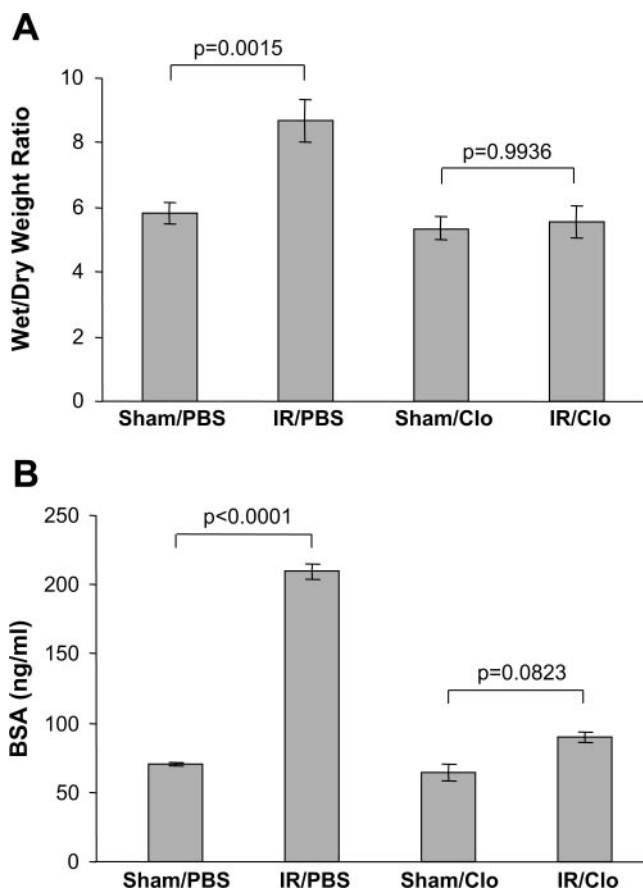 A
p=0.0015
10
p=0.9936
8
6
4
2
0
Wet/Dry Weight Ratio
Sham/PBS IR/PBS Sham/Clo IR/Clo
B
250
p<0.0001
200
150
p=0.0823
100
50
0
BSA (ng/ml)
Sham/PBS IR/PBS Sham/Clo IR/Clo